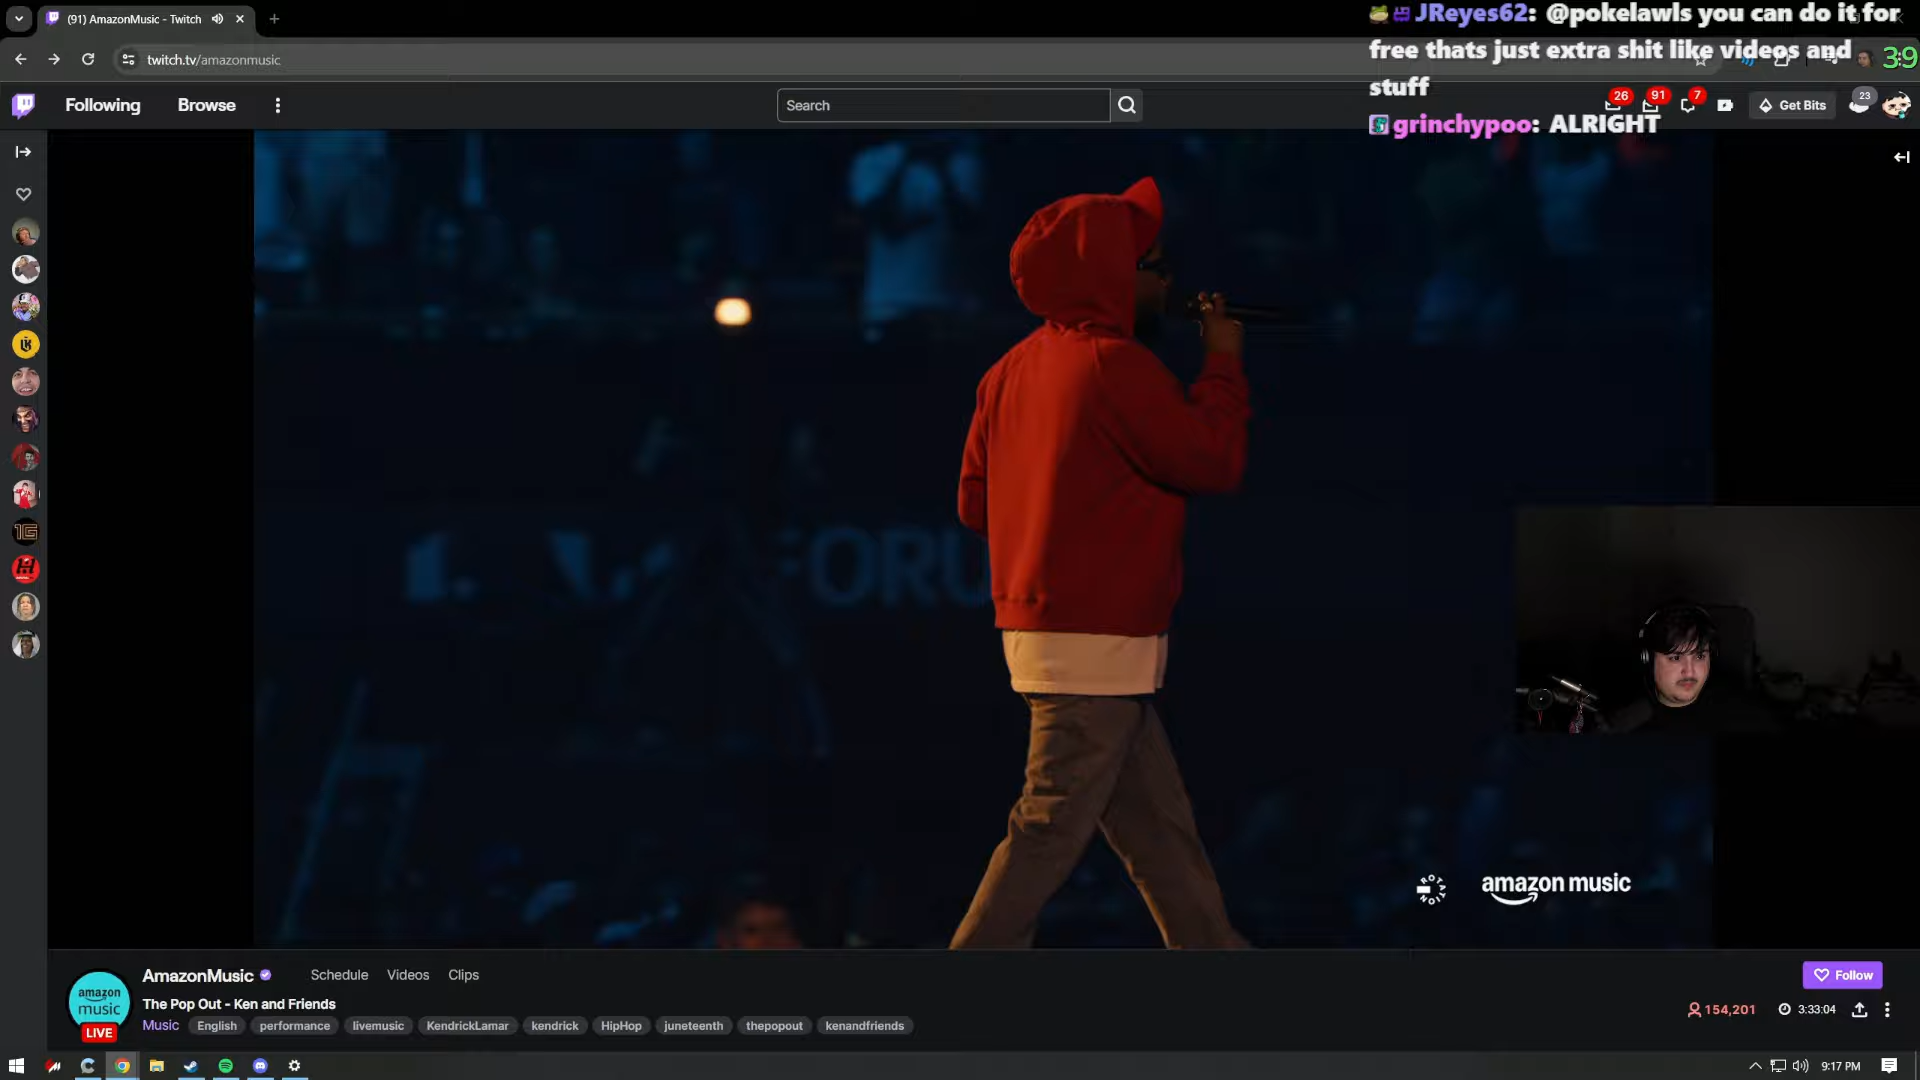 (91) AmazonMusic - Twitch
JReyes62: @pokelawls you can do it for
free thats just extra shit like videos and
stuff
grinchypoo: ALRIGHT
twitch.tv/amazonmusic
39
Following
Browse
Search
26
91
7
Get Bits
23
FORU
ROTATION
amazon music
amazon
music
LIVE
AmazonMusic
Schedule
Videos
Clips
Follow
The Pop Out - Ken and Friends
Music
English
performance
livemusic
KendrickLamar
kendrick
HipHop
juneteenth
thepopout
kenandfriends
154,201
3:33:04
9:17 PM